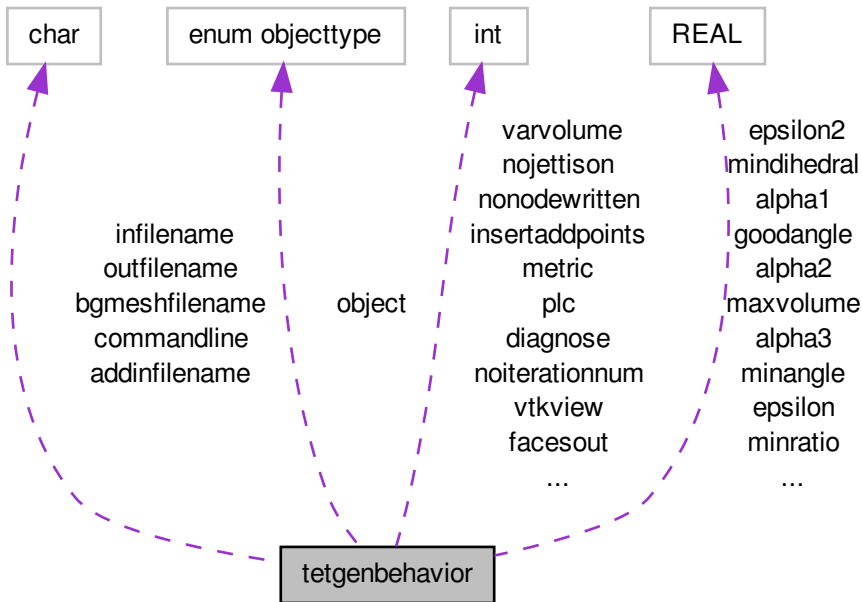 char
enum objecttype
int
REAL
infilename
outfilename
bgmeshfilename
commandline
addinfilename
object
varvolume
nojettison
nonodewritten
insertaddpoints
metric
plc
diagnose
noiterationnum
vtkview
facesout
...
epsilon2
mindihedral
alpha1
goodangle
alpha2
maxvolume
alpha3
minangle
epsilon
minratio
...
tetgenbehavior